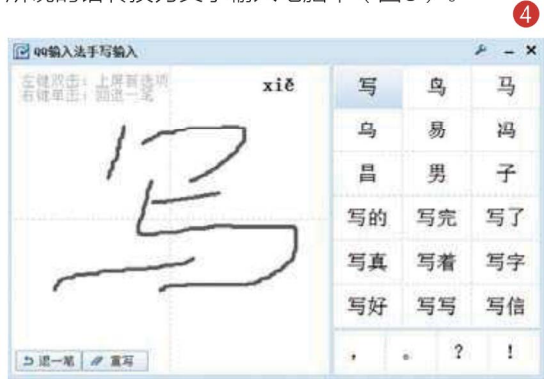 所说的话转换为文字输入电脑中（图3）。
4
QQ输入法手写输入
左键双击：上屏首选项
右键单击：回退一笔
xiě
写
写 鸟 马
乌 易 冯
昌 男 子
写的 写完 写了
写真 写着 写字
写好 写写 写信
， 。 ？ ！
退一笔 重写